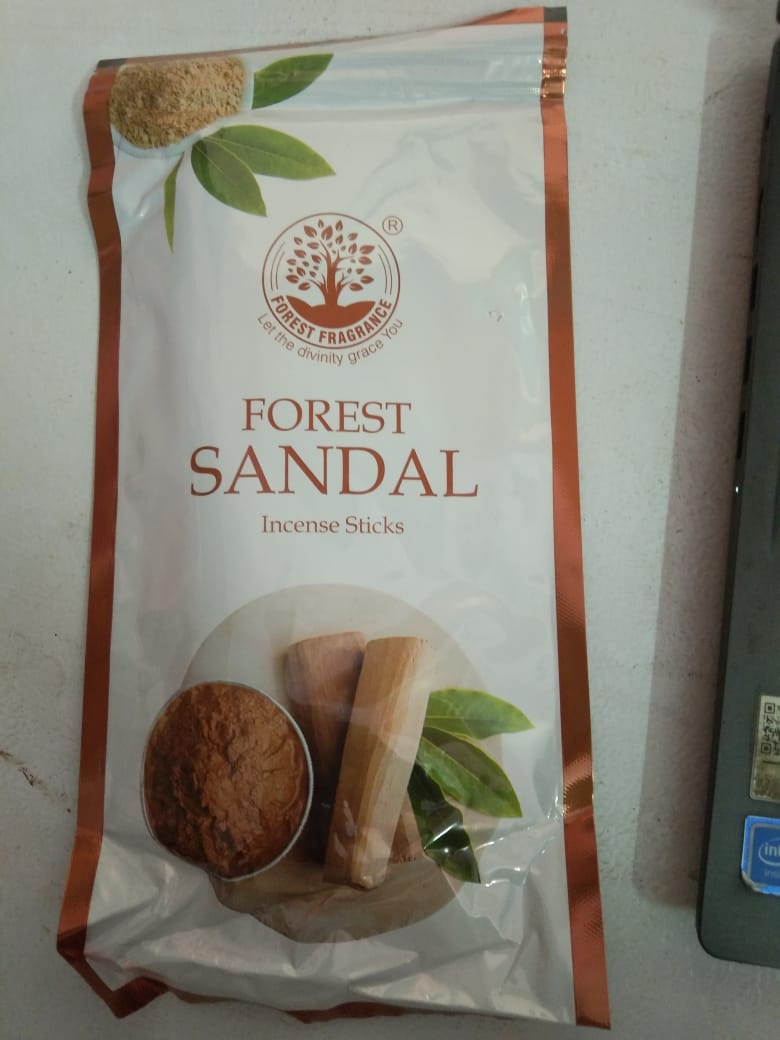 ®
FOREST FRAGRANCE
Let the divinity grace You
FOREST
SANDAL
Incense Sticks